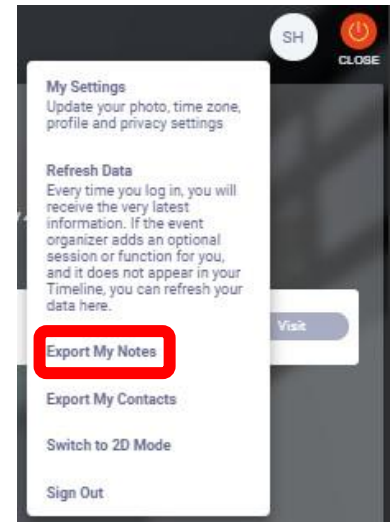 SH
CLOSE
My Settings
Update your photo, time zone,
profile and privacy settings
Refresh Data
Every time you log in, you will
receive the very latest
information. If the event
organizer adds an optional
session or function for you,
and it does not appear in your
Timeline, you can refresh your
data here.
Visit
Export My Notes
Export My Contacts
Switch to 2D Mode
Sign Out